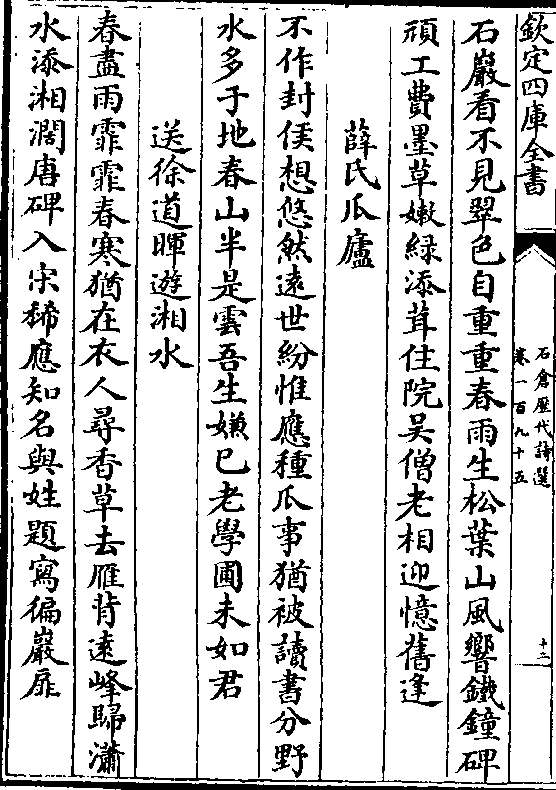 欽定四庫全書
石倉歷代詩選
卷一百九十五
十二
石巖看不見翠色自重重春雨生松葉山風響鐵鐘碑
頑工費墨草嫩緑添茸住院吴僧老相迎憶舊逢
薛氏瓜廬
不作封侯想悠然遠世紛惟應種瓜事猶被讀書分野
水多于地春山半是雲吾生嫌已老學圃未如君
送徐道暉遊湘水
春盡雨霏霏春寒猶在衣人尋香草去雁背遠峰歸瀟
水添湘濶唐碑入宋稀應知名與姓題寫徧巖扉